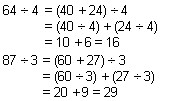 64 ÷ 4 = (40 + 24) ÷ 4
= (40 ÷ 4) + (24 ÷ 4)
= 10 + 6 = 16
87 ÷ 3 = (60 + 27) ÷ 3
= (60 ÷ 3) + (27 ÷ 3)
= 20 + 9 = 29